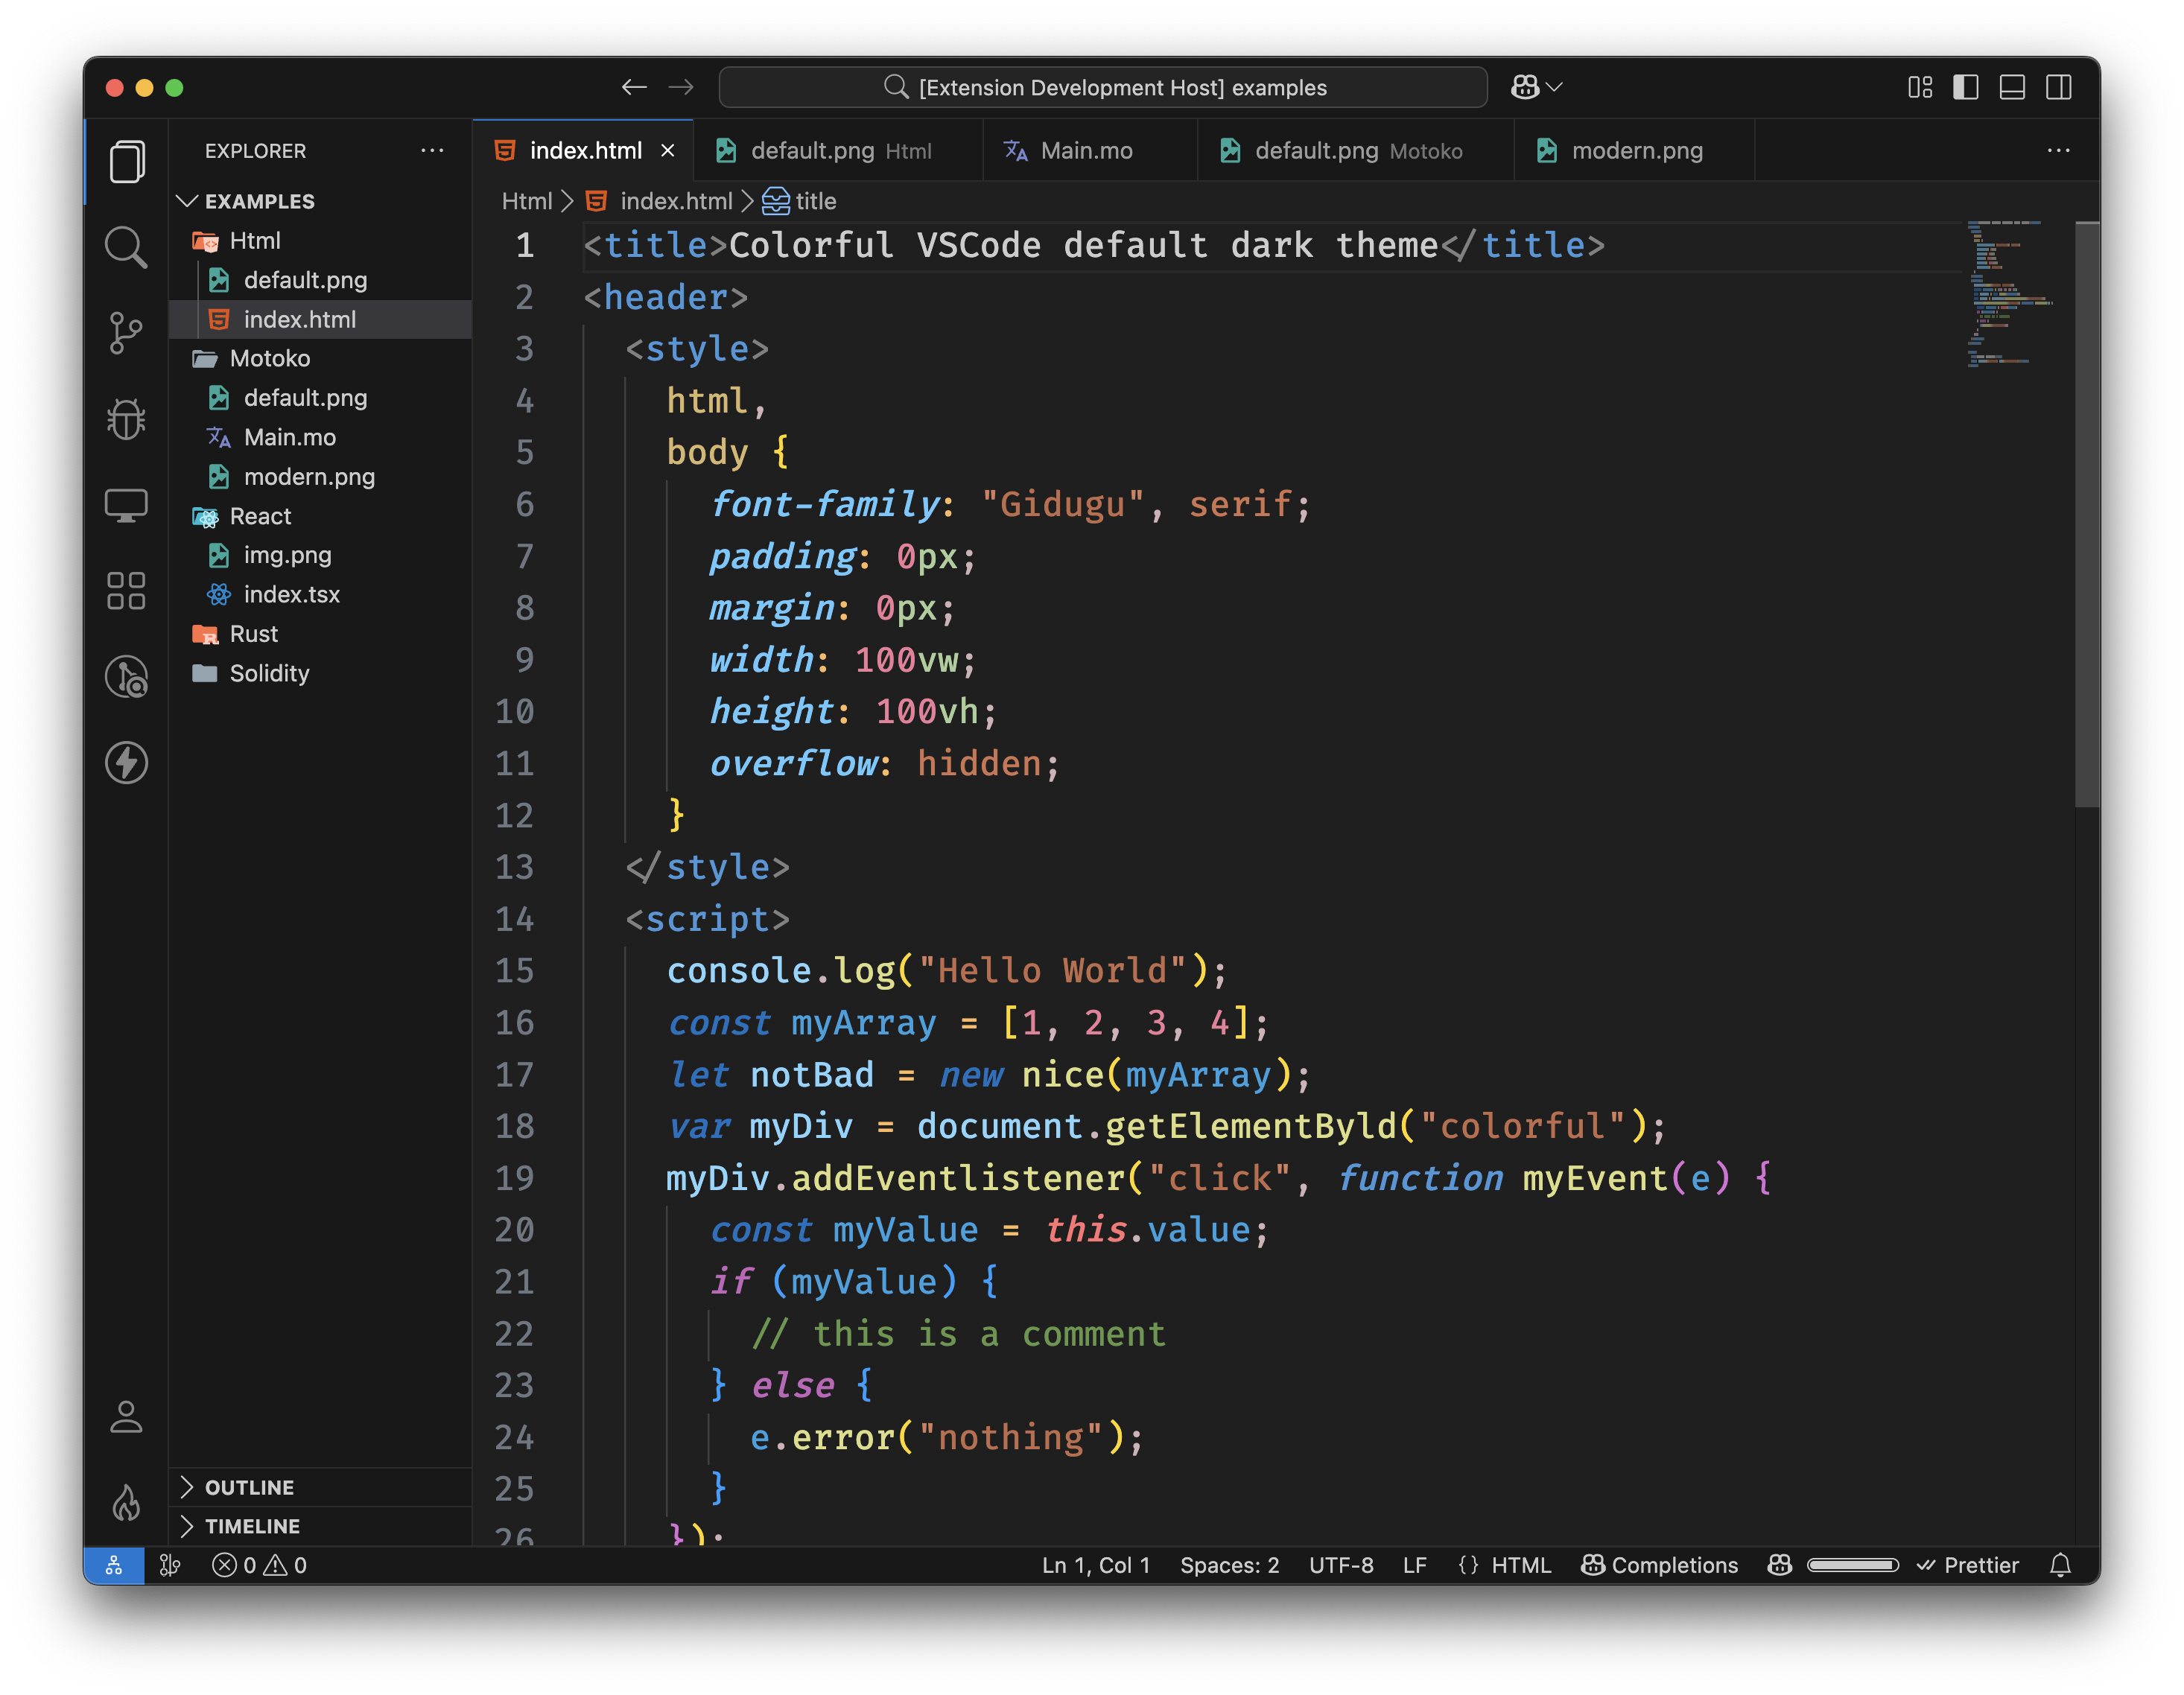 [Extension Development Host] examples
EXPLORER
EXAMPLES
Html
default.png
index.html
Motoko
default.png
Main.mo
modern.png
React
img.png
index.tsx
Rust
Solidity
OUTLINE
TIMELINE
index.html
default.png Html
Main.mo
default.png Motoko
modern.png
Html > index.html > title
1 <title>Colorful VSCode default dark theme</title>
2 <header>
3 <style>
4 html,
5 body {
6 font-family: "Gidugu", serif;
7 padding: 0px;
8 margin: 0px;
9 width: 100vw;
10 height: 100vh;
11 overflow: hidden;
12 }
13 </style>
14 <script>
15 console.log("Hello World");
16 const myArray = [1, 2, 3, 4];
17 let notBad = new nice(myArray);
18 var myDiv = document.getElementByld("colorful");
19 myDiv.addEventlistener("click", function myEvent(e) {
20 const myValue = this.value;
21 if (myValue) {
22 // this is a comment
23 } else {
24 e.error("nothing");
25 }
26 });
0 0
Ln 1, Col 1 Spaces: 2 UTF-8 LF {} HTML Completions Prettier